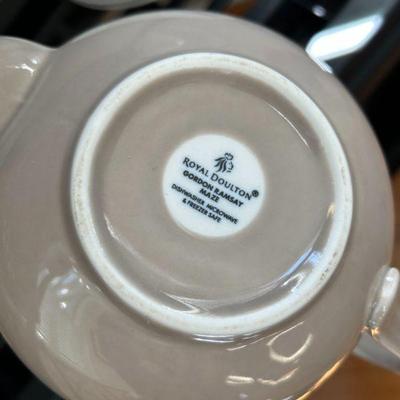 ROYAL DOULTON®
GORDON RAMSAY
MAZE
DISHWASHER MICROWAVE
& FREEZER SAFE